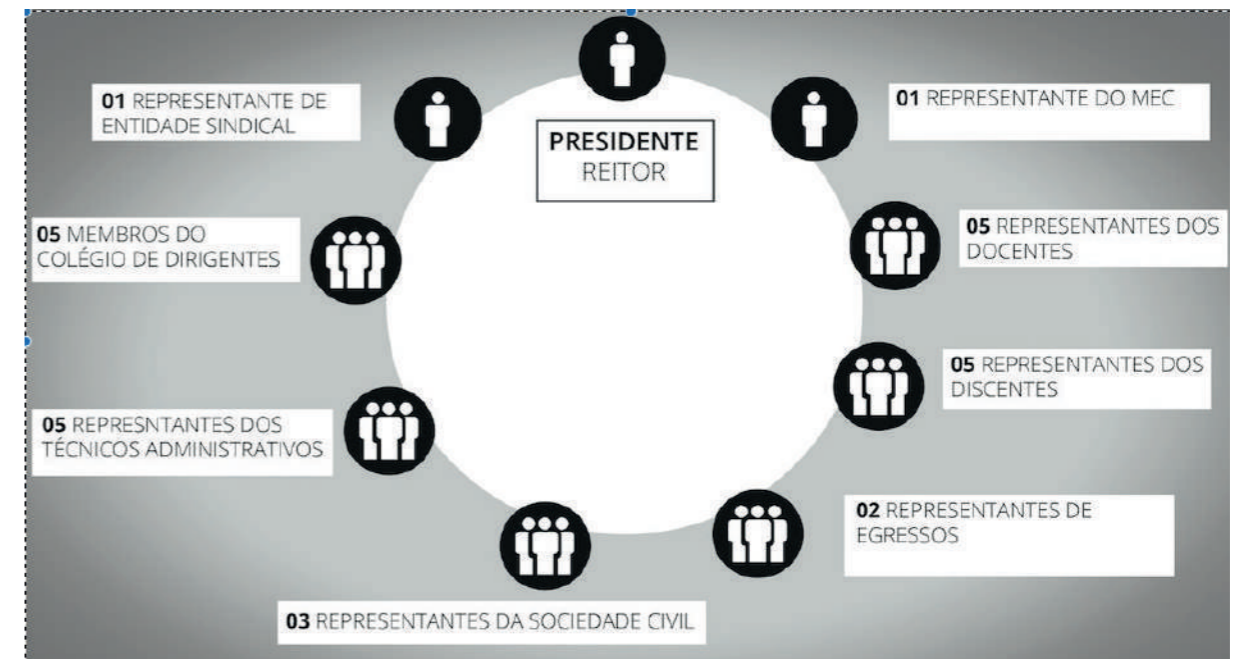 PRESIDENTE
REITOR
01 REPRESENTANTE DO MEC
05 REPRESENTANTES DOS
DOCENTES
05 REPRESENTANTES DOS
DISCENTES
02 REPRESENTANTES DE
EGRESSOS
03 REPRESENTANTES DA SOCIEDADE CIVIL
05 REPRESNTANTES DOS
TÉCNICOS ADMINISTRATIVOS
05 MEMBROS DO
COLÉGIO DE DIRIGENTES
01 REPRESENTANTE DE
ENTIDADE SINDICAL